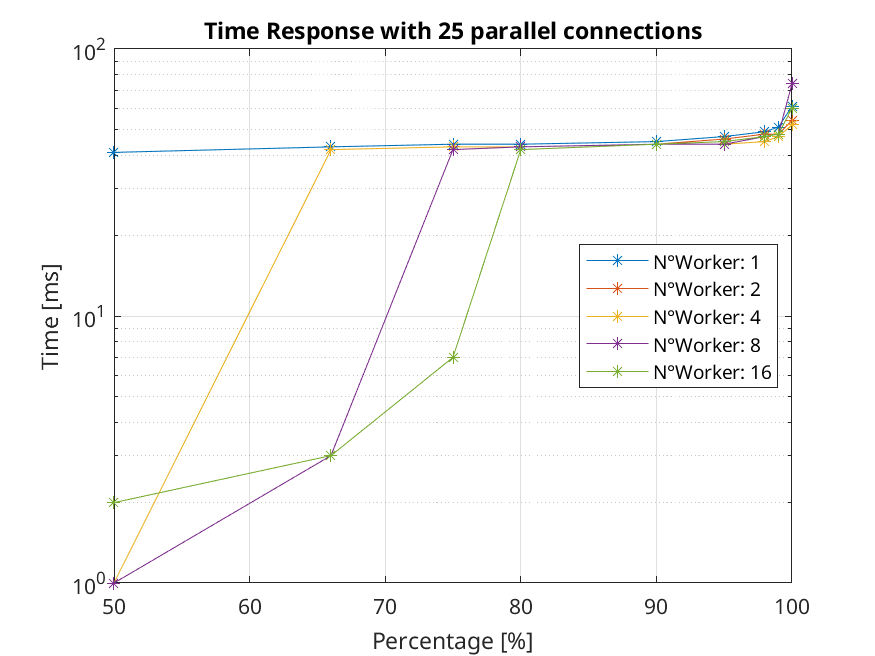 Time Response with 25 parallel connections
10²
10¹
10⁰
Time [ms]
N°Worker: 1
N°Worker: 2
N°Worker: 4
N°Worker: 8
N°Worker: 16
50 60 70 80 90 100
Percentage [%]